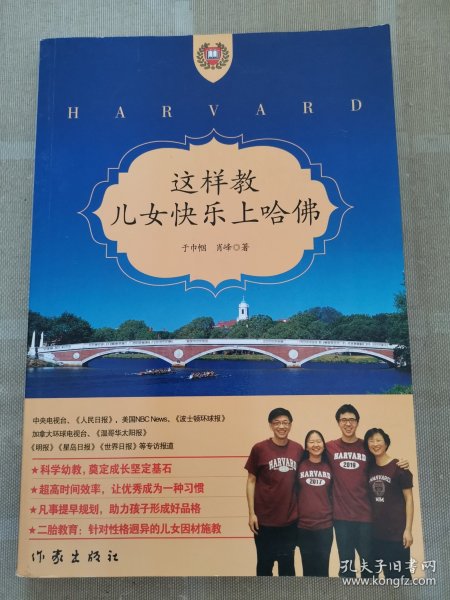 HARVARD
这样教
儿女快乐上哈佛
于巾帼 肖峰◎著
中央电视台、《人民日报》，美国NBC News、《波士顿环球报》
加拿大环球电视台、《温哥华太阳报》
《明报》《星岛日报》《世界日报》等专访报道
★科学幼教，奠定成长坚定基石
★超高时间效率，让优秀成为一种习惯
★凡事提早规划，助力孩子形成好品格
★二胎教育：针对性格迥异的儿女因材施教
HARVARD
HARVARD
2017
HARVARD
2019
HARVARD
MOM
作家出版社
孔夫子旧书网
www.kongfz.com